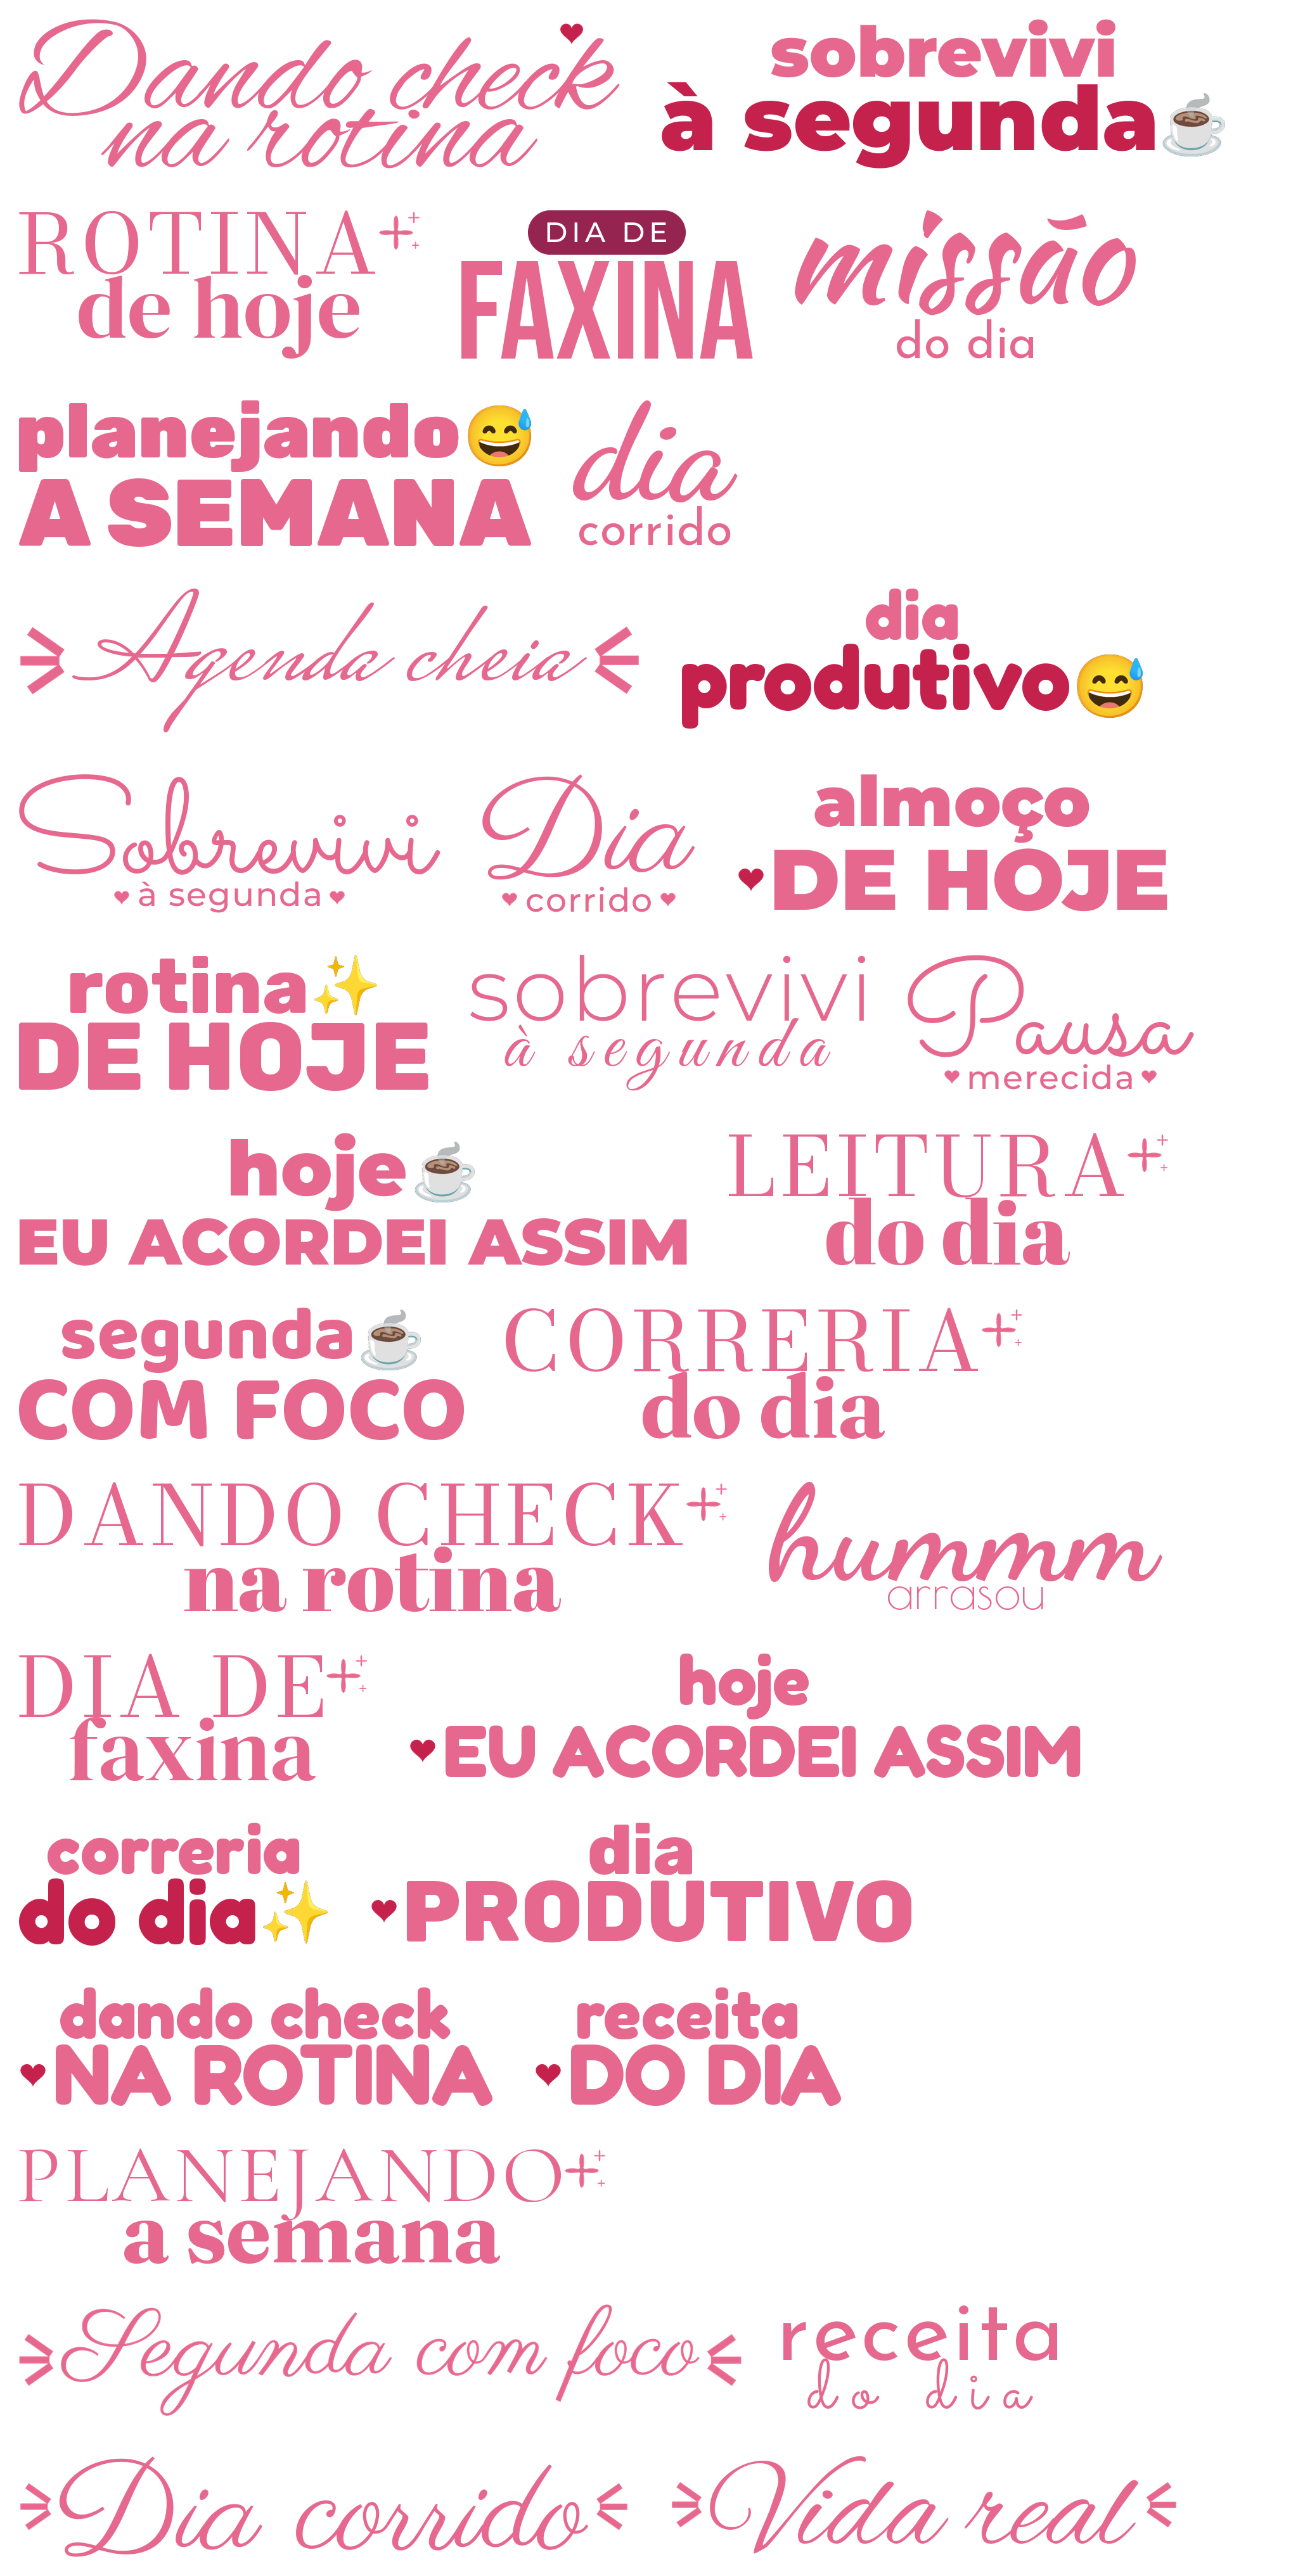 Dando check
na rotina
sobrevivi
à segunda☕
ROTINA
de hoje
DIA DE
FAXINA
missão
do dia
planejando😅
A SEMANA
dia
corrido
Agenda cheia
dia
produtivo😅
Sobrevivi
à segunda
Dia
corrido
almoço
DE HOJE
rotina✨
DE HOJE
sobrevivi
à segunda
Pausa
merecida
hoje☕
EU ACORDEI ASSIM
LEITURA
do dia
segunda☕
COM FOCO
CORRERIA
do dia
DANDO CHECK
na rotina
hummm
arrasou
DIA DE
faxina
hoje
EU ACORDEI ASSIM
correria
do dia✨
dia
PRODUTIVO
dando check
NA ROTINA
receita
DO DIA
PLANEJANDO
a semana
Segunda com foco
receita
do dia
Dia corrido
Vida real